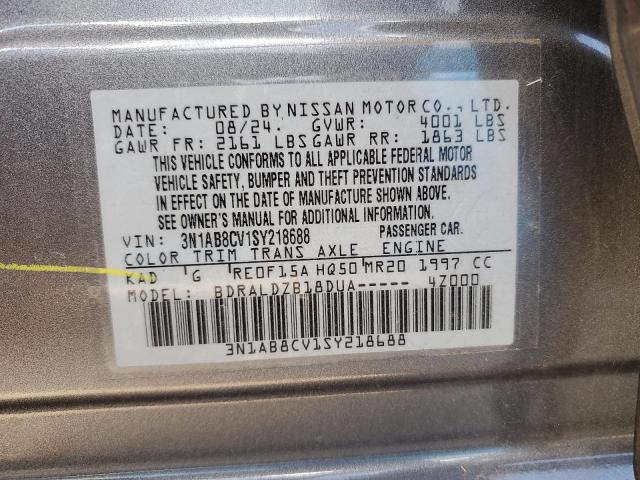 MANUFACTURED BY NISSAN MOTOR CO., LTD.
DATE: 08/24. GVWR: 4001 LBS
GAWR FR: 2161 LBS GAWR RR: 1863 LBS
THIS VEHICLE CONFORMS TO ALL APPLICABLE FEDERAL MOTOR
VEHICLE SAFETY, BUMPER AND THEFT PREVENTION STANDARDS
IN EFFECT ON THE DATE OF MANUFACTURE SHOWN ABOVE.
SEE OWNER'S MANUAL FOR ADDITIONAL INFORMATION
VIN: 3N1AB8CV1SY218688 PASSENGER CAR.
COLOR TRIM TRANS AXLE ENGINE
KAD G RE0F15A HQ50 MR20 1997 CC
MODEL: BDRALDZB18DUA----- 4Z000
3N1AB8CV1SY218688